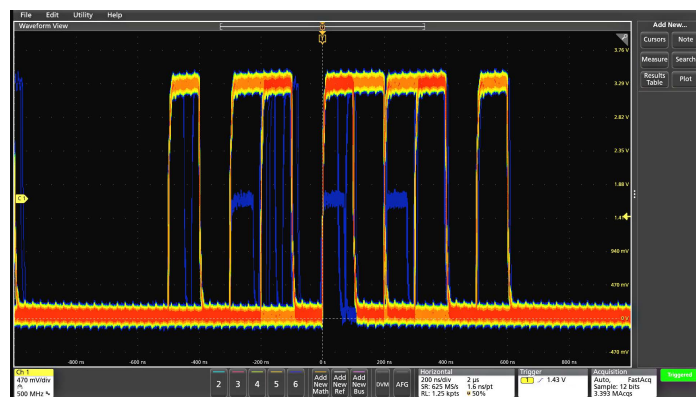 File Edit Utility Help
Waveform View
Add New...
Cursors Note
Measure Search
Results Table Plot
3.76 V
3.29 V
2.82 V
2.35 V
1.88 V
1.41
940 mV
470 mV
0 V
470 mV
C 1
-800 ns -600 ns -400 ns -200 ns 0 s 200 ns 400 ns 600 ns 800 ns
Ch 1
470 mV/div
500 MHz
2 3 4 5 6
Add New Math
Add New Ref
Add New Bus
DVM AFG
Horizontal
200 ns/div 2 µs
SR: 625 MS/s 1.6 ns/pt
RL: 1.25 kpts 50%
Trigger
1 1.43 V
Acquisition
Auto, FastAcq
Sample: 12 bits
3.393 MAcqs
Triggered